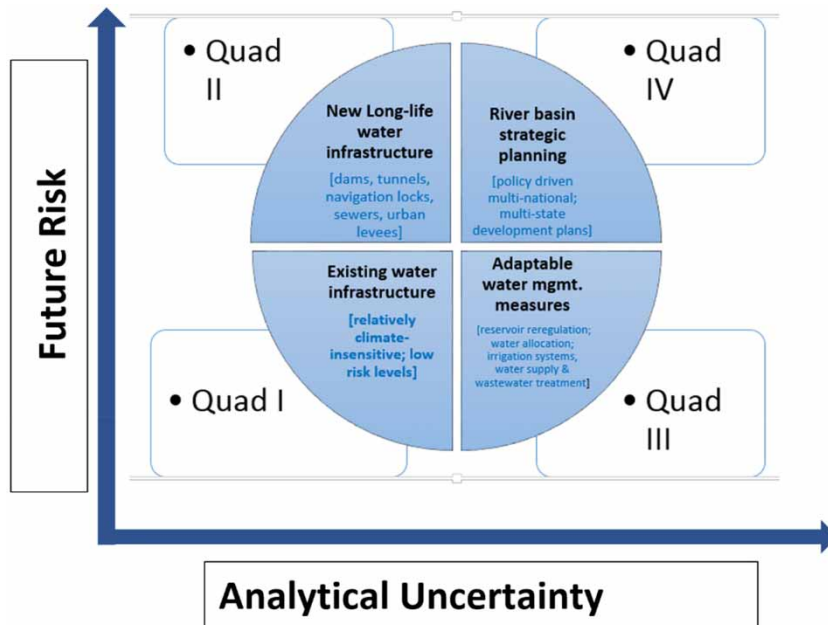 Future Risk
• Quad
II
New Long-life
water
infrastructure
[dams, tunnels,
navigation locks,
sewers, urban
levees]
River basin
strategic
planning
[policy driven
multi-national;
multi-state
development plans]
• Quad
IV
• Quad I
Existing water
infrastructure
[relatively
climate-
insensitive; low
risk levels]
Adaptable
water mgmt.
measures
[reservoir reregulation;
water allocation;
irrigation systems,
water supply &
wastewater treatment]
• Quad
III
Analytical Uncertainty